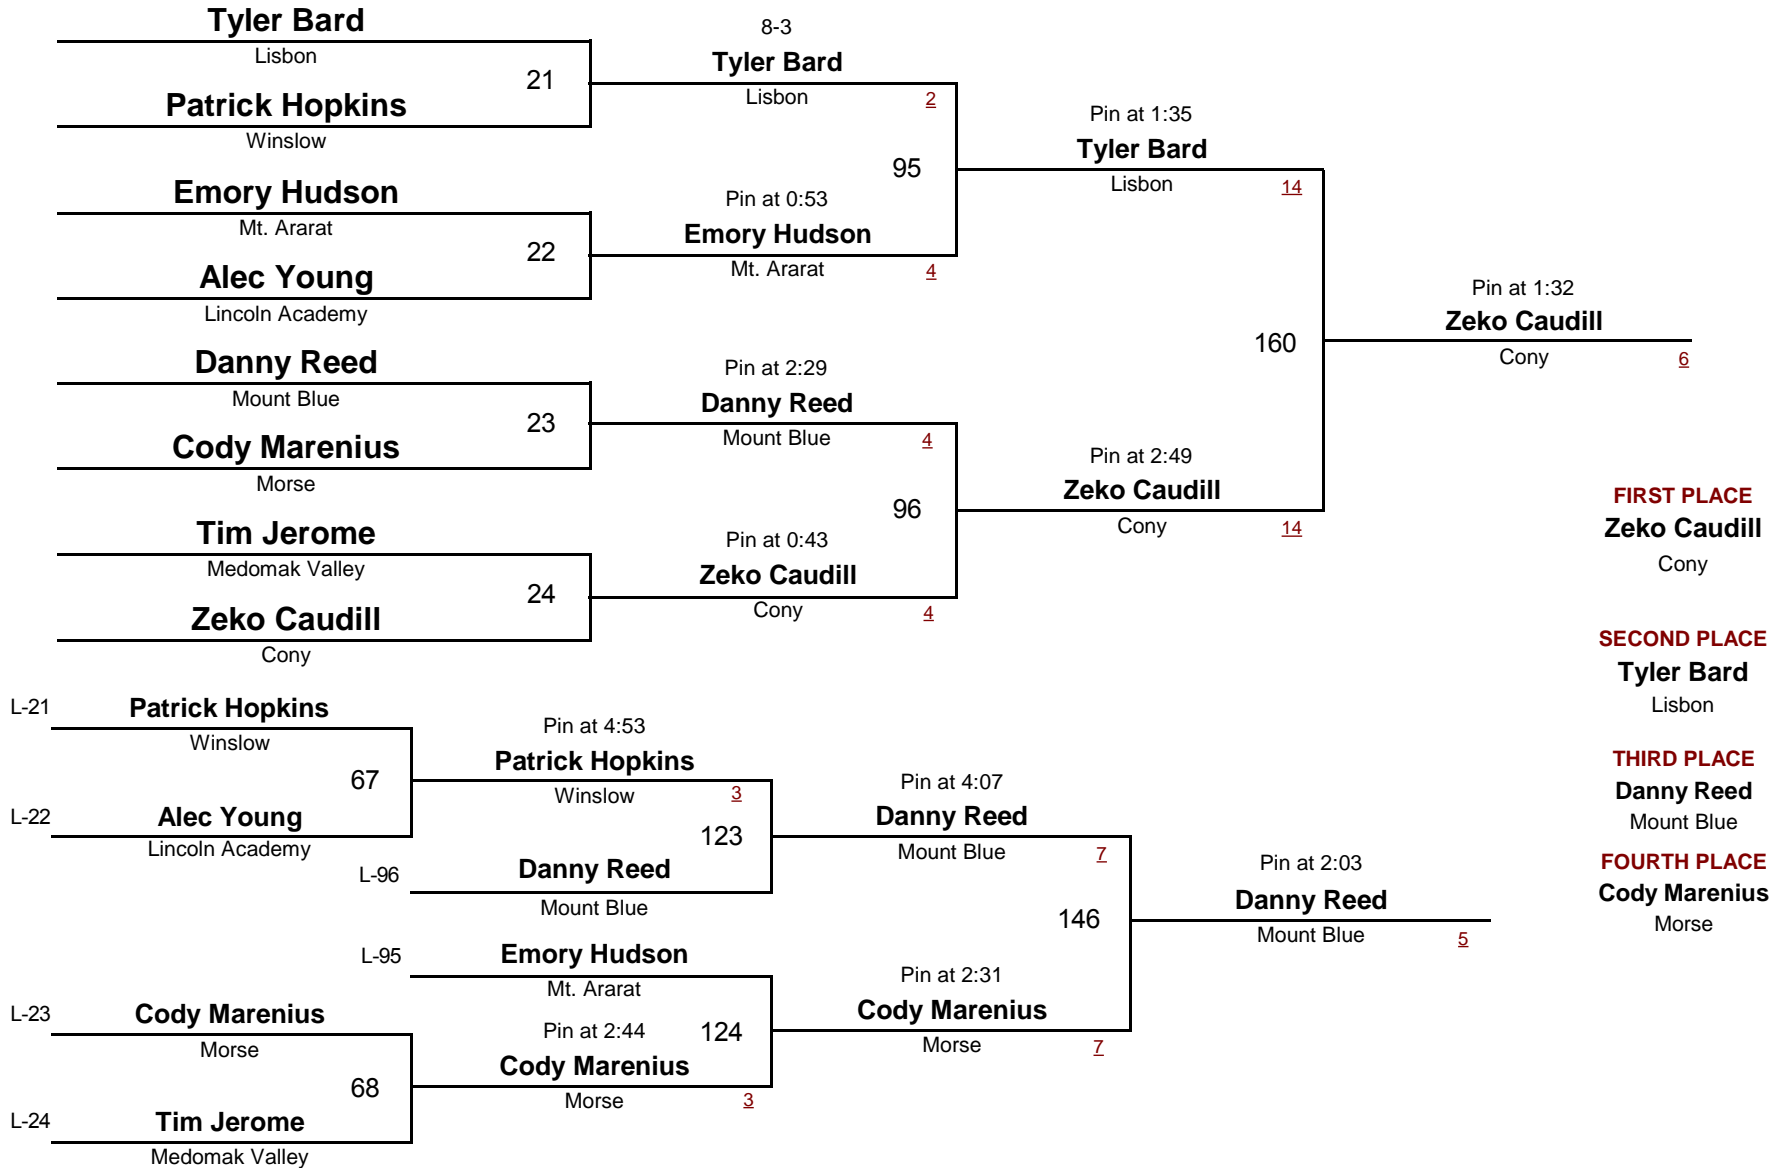 Tyler Bard
Lisbon
21
Patrick Hopkins
Winslow
Emory Hudson
Mt. Ararat
22
Alec Young
Lincoln Academy
Danny Reed
Mount Blue
23
Cody Marenius
Morse
Tim Jerome
Medomak Valley
24
Zeko Caudill
Cony
8-3
Tyler Bard
Lisbon
2
95
Pin at 0:53
Emory Hudson
Mt. Ararat
4
Pin at 2:29
Danny Reed
Mount Blue
4
96
Pin at 0:43
Zeko Caudill
Cony
4
Pin at 1:35
Tyler Bard
Lisbon
14
160
Pin at 2:49
Zeko Caudill
Cony
14
Pin at 1:32
Zeko Caudill
Cony
6
FIRST PLACE
Zeko Caudill
Cony
SECOND PLACE
Tyler Bard
Lisbon
THIRD PLACE
Danny Reed
Mount Blue
FOURTH PLACE
Cody Marenius
Morse
L-21
Patrick Hopkins
Winslow
67
L-22
Alec Young
Lincoln Academy
Pin at 4:53
Patrick Hopkins
Winslow
3
123
L-96
Danny Reed
Mount Blue
L-95
Emory Hudson
Mt. Ararat
124
L-23
Cody Marenius
Morse
68
L-24
Tim Jerome
Medomak Valley
Pin at 2:44
Cody Marenius
Morse
3
Pin at 4:07
Danny Reed
Mount Blue
7
146
Pin at 2:31
Cody Marenius
Morse
7
Pin at 2:03
Danny Reed
Mount Blue
5